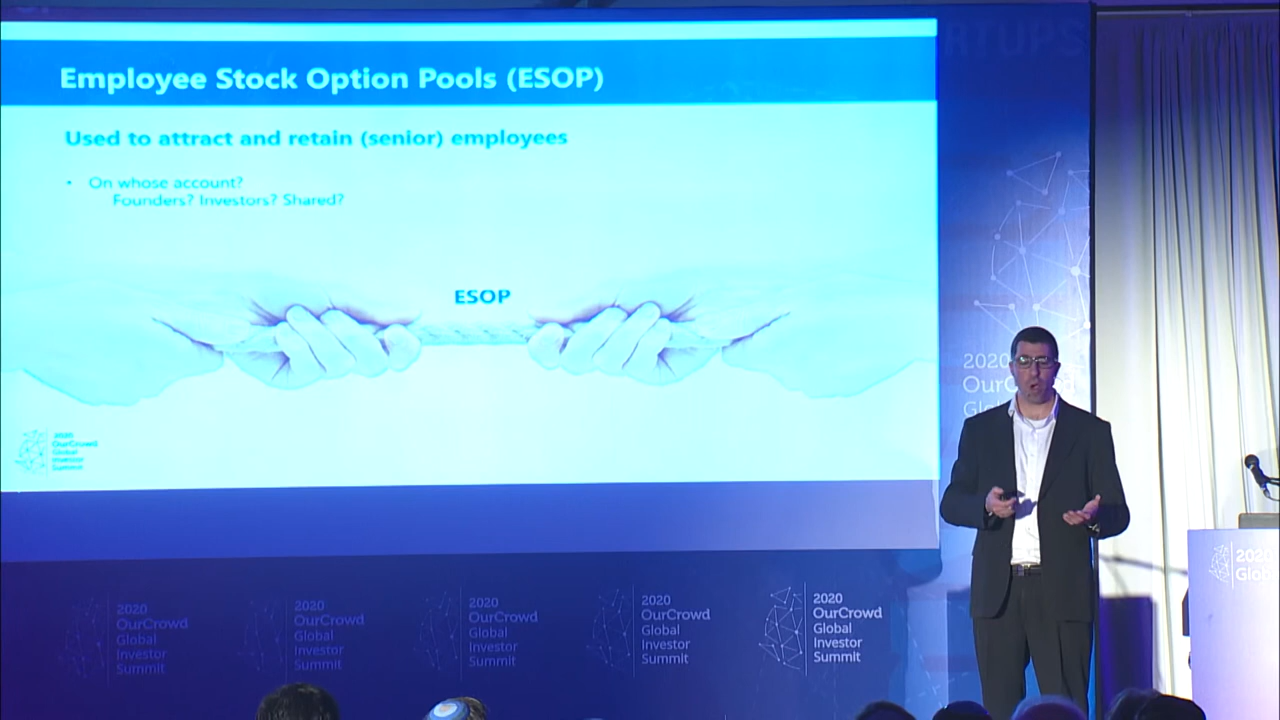 Employee Stock Option Pools (ESOP)
Used to attract and retain (senior) employees
• On whose account?
Founders? Investors? Shared?
ESOP
2020
OurCrowd
Global
Investor
Summit
2020
OurCrowd
Global
Investor
Summit
2020
OurCrowd
Global
Investor
Summit
2020
OurCrowd
Global
Investor
Summit
2020
OurCrowd
Global
Investor
Summit
2020
OurCrowd
Global
Investor
Summit
2020
2020